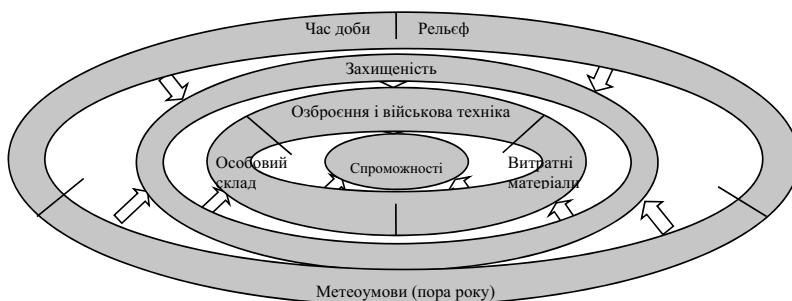 Час доби
Рельєф
Захищеність
Озброєння і військова техніка
Особовий
склад
Спроможності
Витратні
матеріали
Метеоумови (пора року)